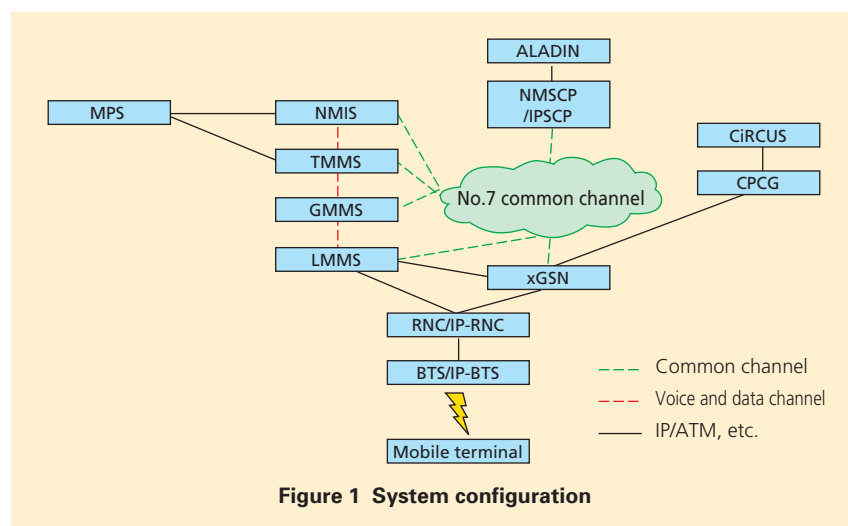 ALADIN
MPS
NMIS
NMSCP
/IPSCP
CiRCUS
TMMS
CPCG
No.7 common channel
GMMS
LMMS
xGSN
RNC/IP-RNC
BTS/IP-BTS
Mobile terminal
Common channel
Voice and data channel
IP/ATM, etc.
Figure 1 System configuration